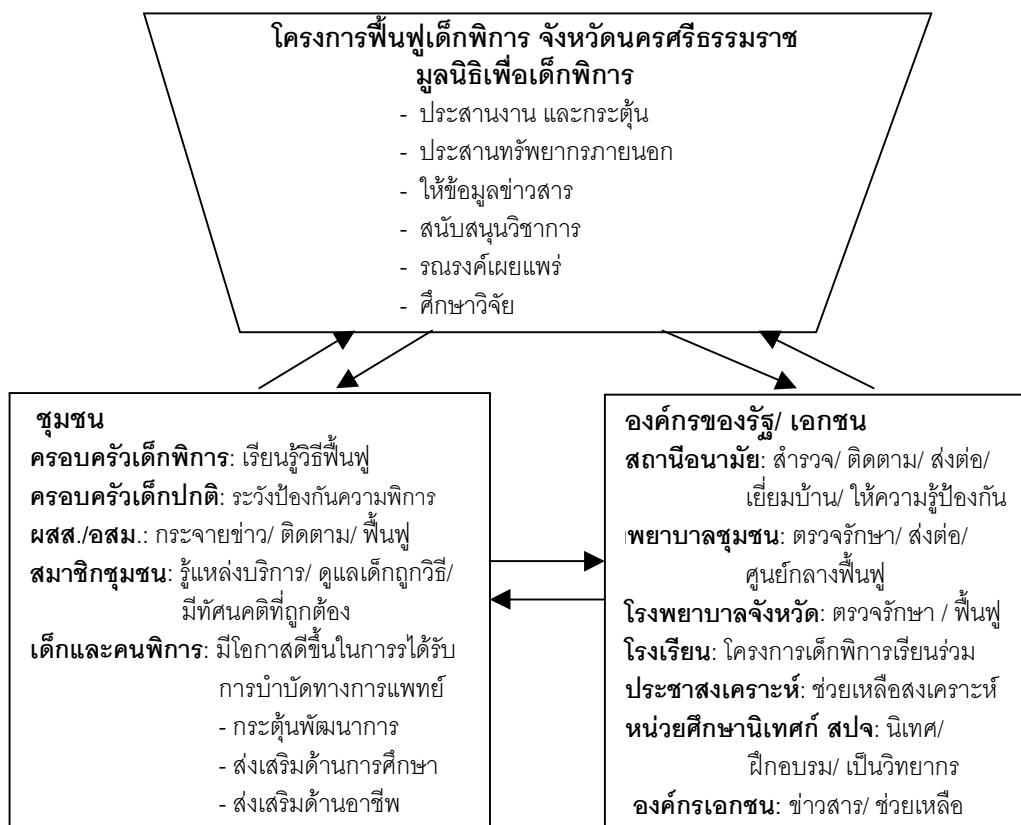 โครงการฟื้นฟูเด็กพิการ จังหวัดนครศรีธรรมราช
มูลนิธิเพื่อเด็กพิการ
- ประสานงาน และกระตุ้น
- ประสานทรัพยากรภายนอก
- ให้ข้อมูลข่าวสาร
- สนับสนุนวิชาการ
- รณรงค์เผยแพร่
- ศึกษาวิจัย
ชุมชน
ครอบครัวเด็กพิการ: เรียนรู้วิธีฟื้นฟู
ครอบครัวเด็กปกติ: ระวังป้องกันความพิการ
ผสส./อสม.: กระจายข่าว/ ติดตาม/ ฟื้นฟู
สมาชิกชุมชน: รู้แหล่งบริการ/ ดูแลเด็กถูกวิธี/
มีทัศนคติที่ถูกต้อง
เด็กและคนพิการ: มีโอกาสดีขึ้นในการรได้รับ
การบำบัดทางการแพทย์
- กระตุ้นพัฒนาการ
- ส่งเสริมด้านการศึกษา
- ส่งเสริมด้านอาชีพ
องค์กรของรัฐ/ เอกชน
สถานีอนามัย: สำรวจ/ ติดตาม/ ส่งต่อ/
เยี่ยมบ้าน/ ให้ความรู้ป้องกัน
พยาบาลชุมชน: ตรวจรักษา/ ส่งต่อ/
ศูนย์กลางฟื้นฟู
โรงพยาบาลจังหวัด: ตรวจรักษา / ฟื้นฟู
โรงเรียน: โครงการเด็กพิการเรียนร่วม
ประชาสงเคราะห์: ช่วยเหลือสงเคราะห์
หน่วยศึกษานิเทศก์ สปจ: นิเทศ/
ฝึกอบรม/ เป็นวิทยากร
องค์กรเอกชน: ข่าวสาร/ ช่วยเหลือ